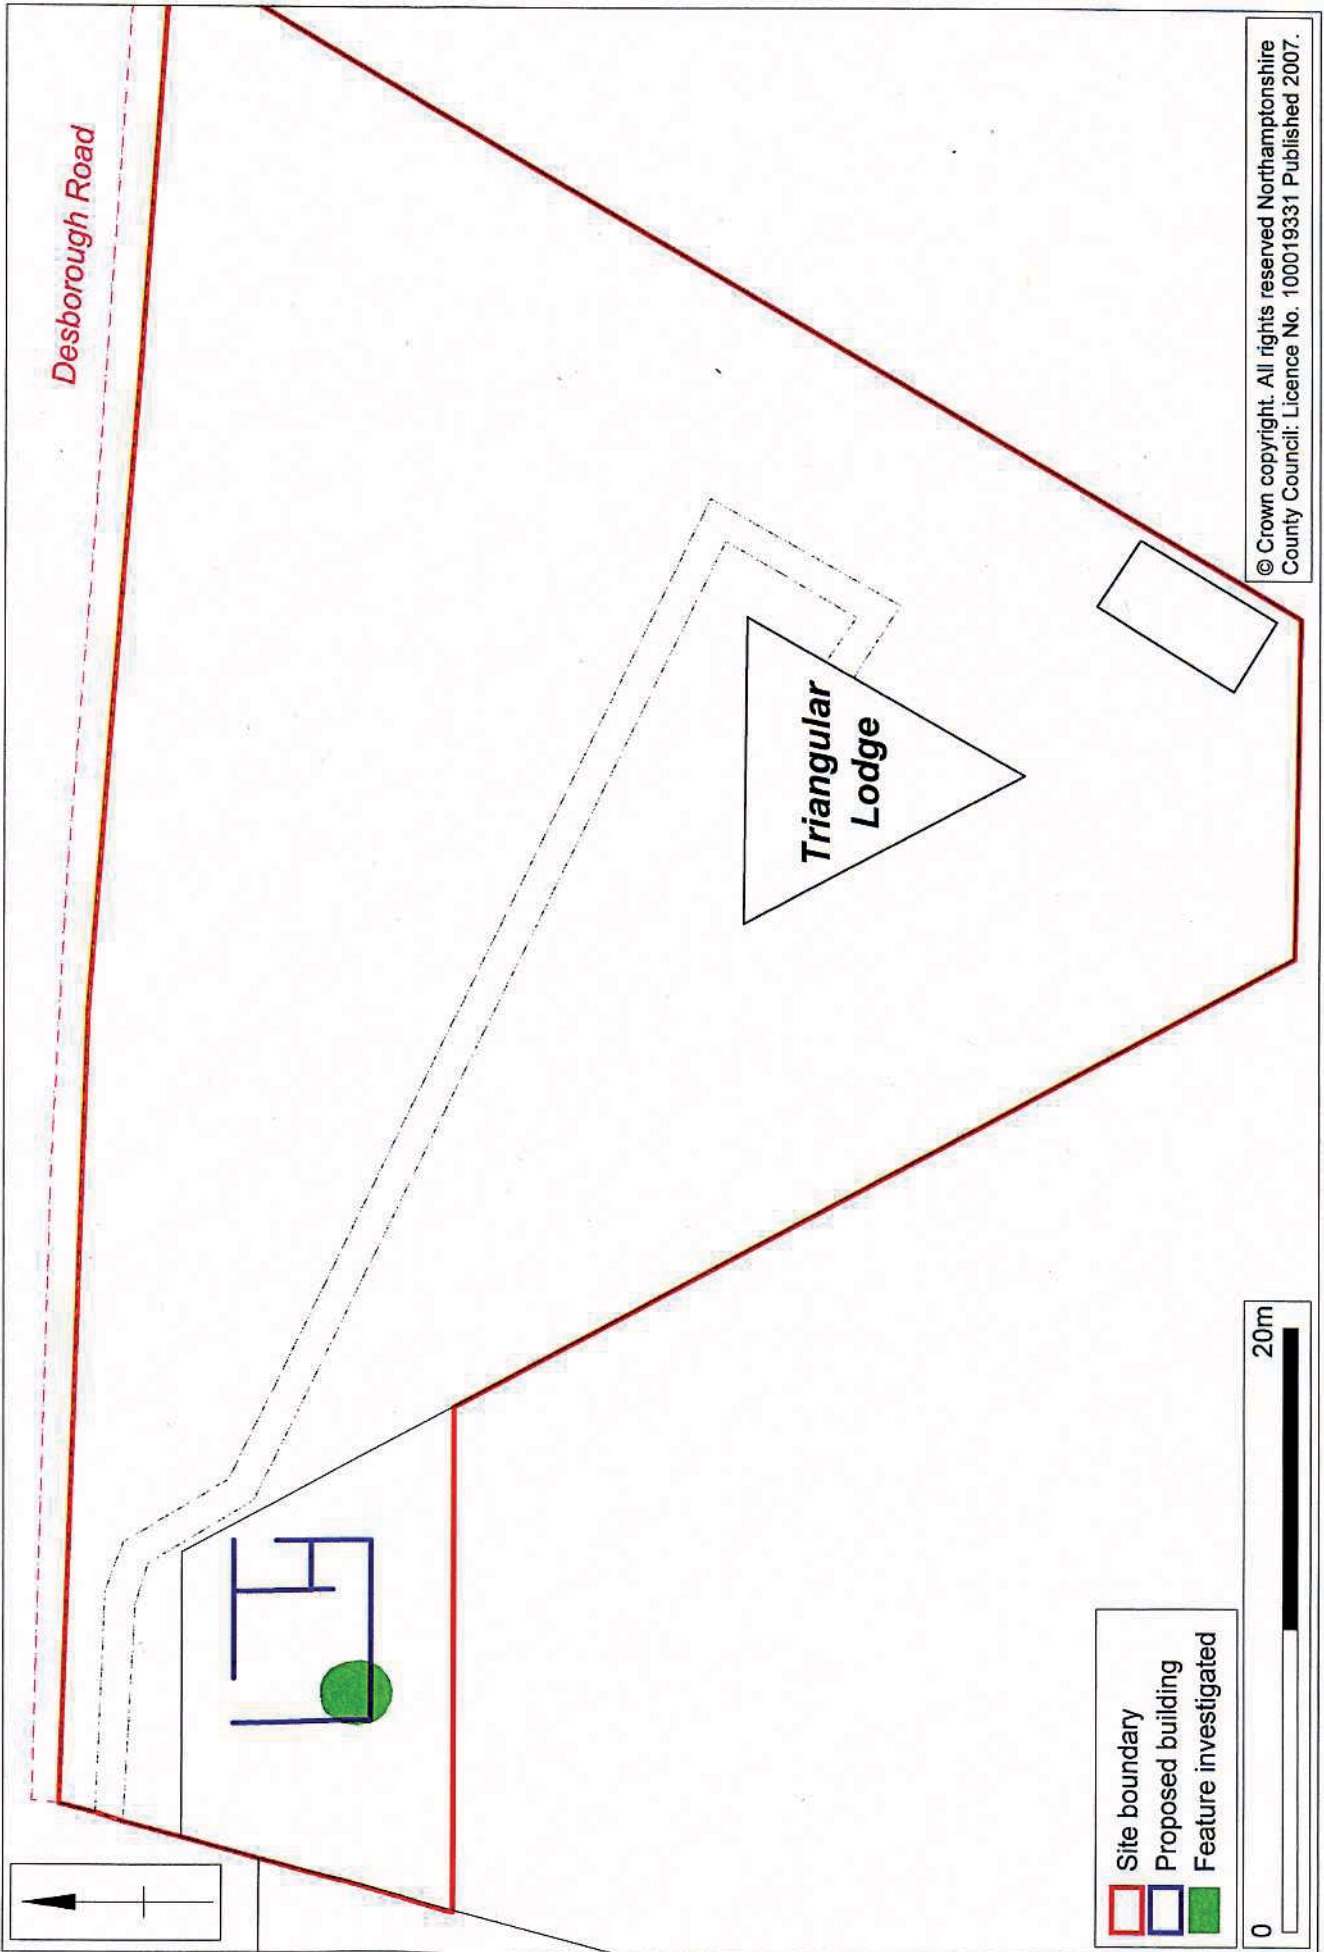 Desborough Road
Triangular
Lodge
Site boundary
Proposed building
Feature investigated
0
20m
© Crown copyright. All rights reserved Northamptonshire
County Council: Licence No. 100019331 Published 2007.